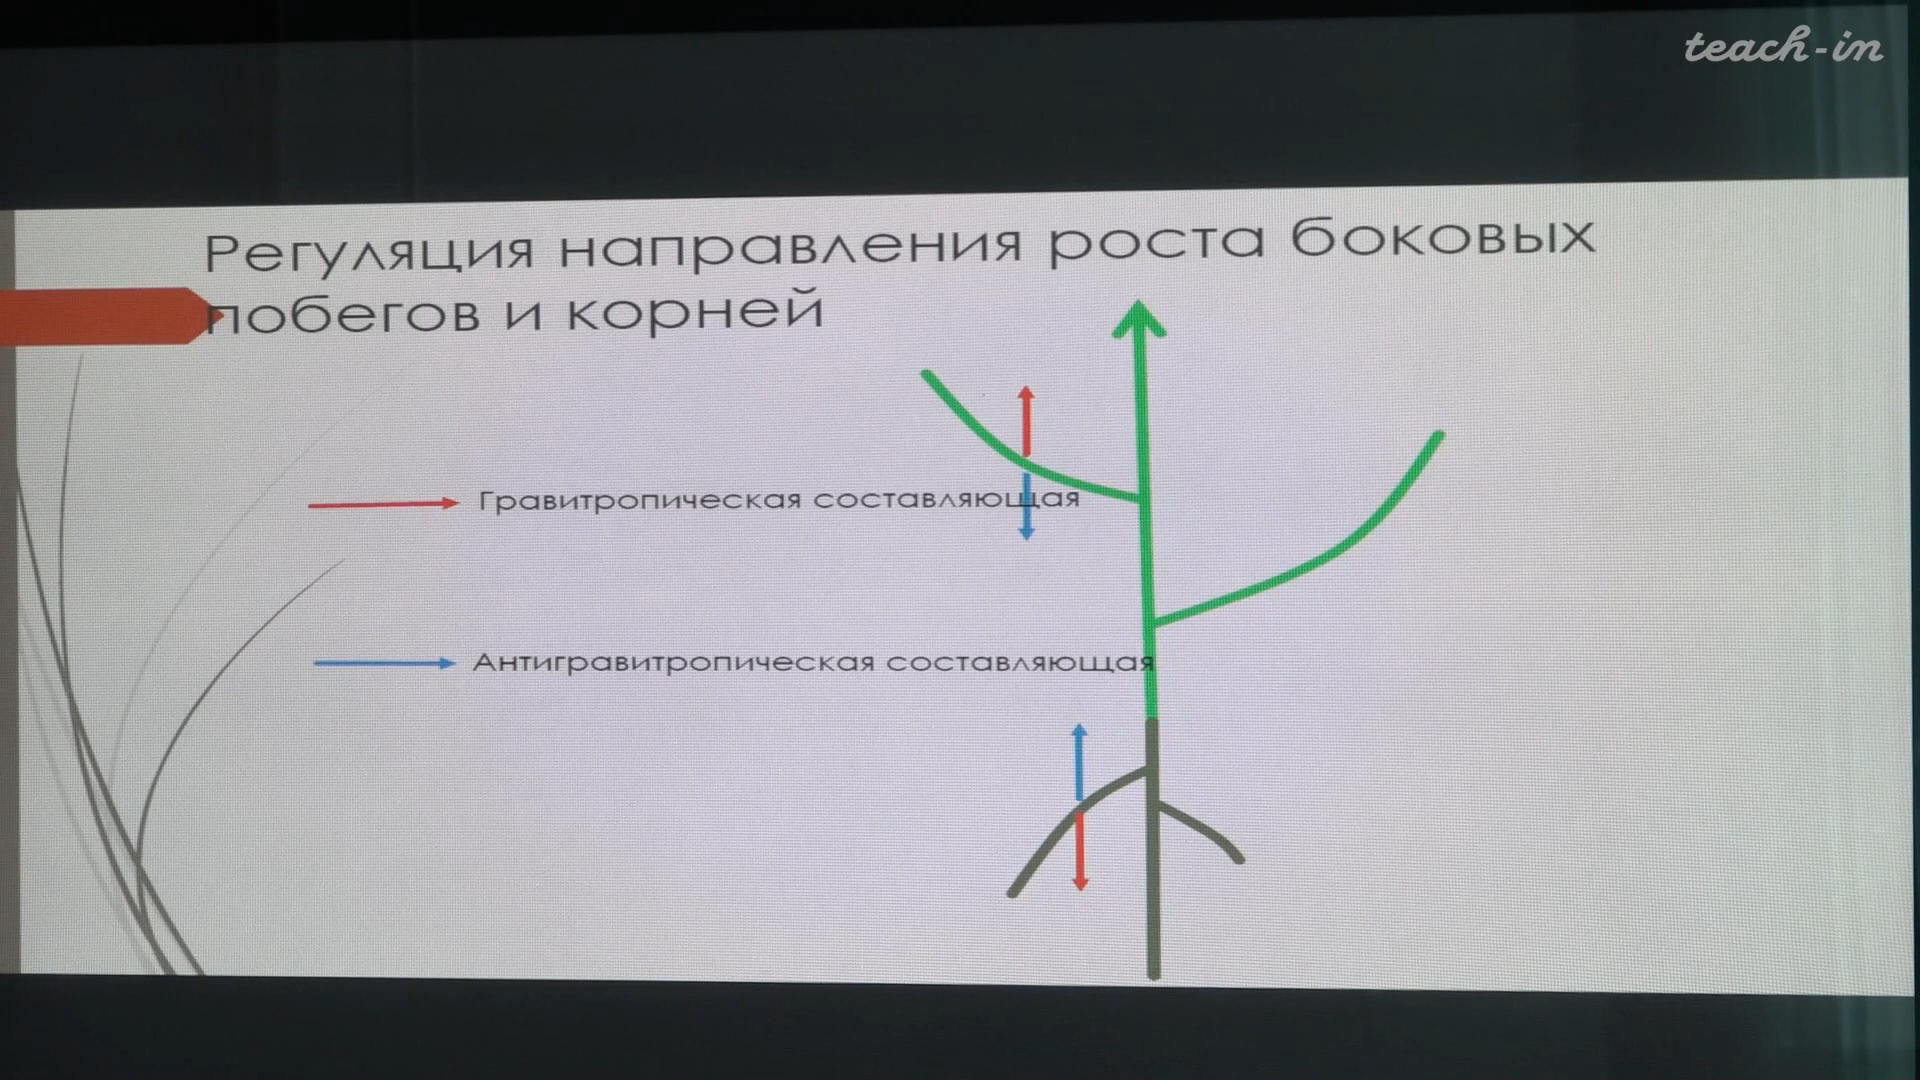 teach-in
Регуляция направления роста боковых
побегов и корней
Гравитропическая составляющая
Антигравитропическая составляющая